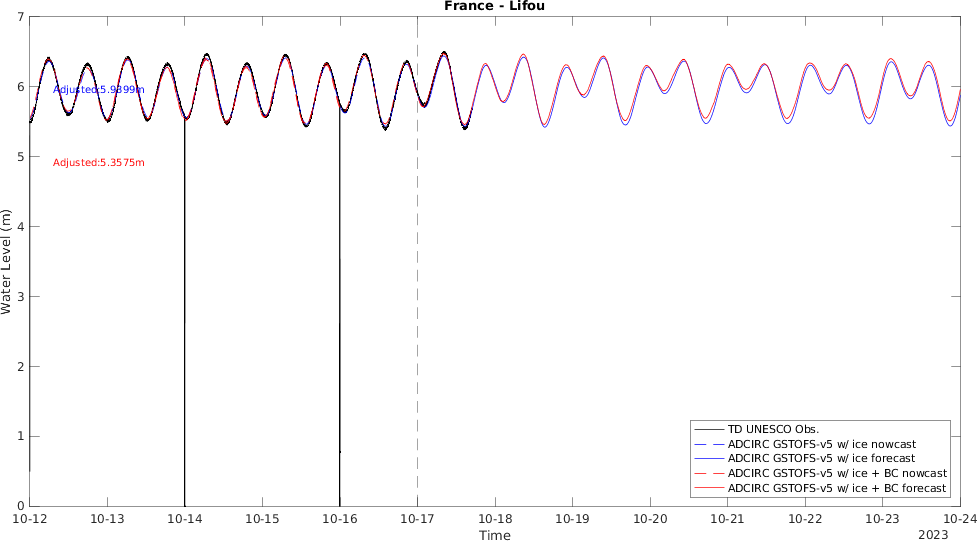 France - Lifou
7
6
5
4
3
2
1
0
Water Level (m)
Adjusted:5.9399m
Adjusted:5.3575m
TD UNESCO Obs.
ADCIRC GSTOFS-v5 w/ ice nowcast
ADCIRC GSTOFS-v5 w/ ice forecast
ADCIRC GSTOFS-v5 w/ ice + BC nowcast
ADCIRC GSTOFS-v5 w/ ice + BC forecast
10-12 10-13 10-14 10-15 10-16 10-17 10-18 10-19 10-20 10-21 10-22 10-23 10-24
Time
2023